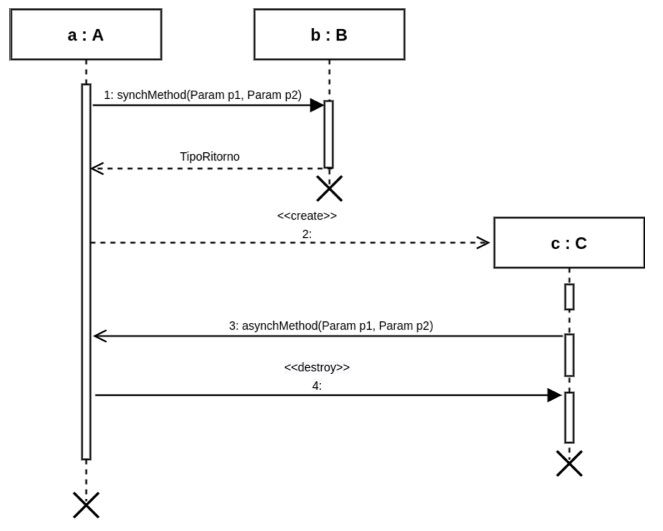 a : A
b : B
1: synchMethod(Param p1, Param p2)
TipoRitorno
<<create>>
2:
c : C
3: asynchMethod(Param p1, Param p2)
<<destroy>>
4: